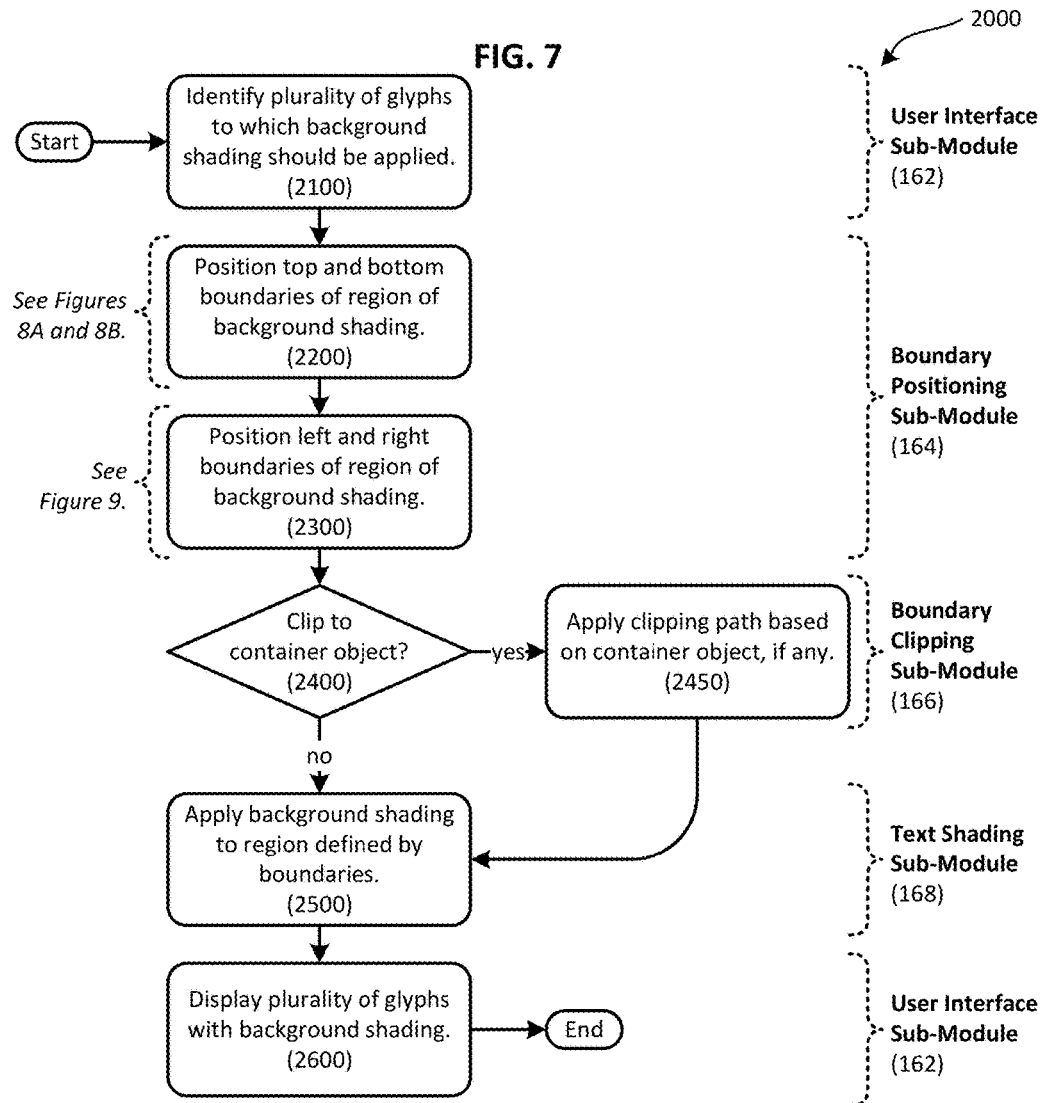 2000
FIG. 7
Start
Identify plurality of glyphs
to which background
shading should be applied.
(2100)
User Interface
Sub-Module
(162)
See Figures
8A and 8B.
Position top and bottom
boundaries of region of
background shading.
(2200)
Boundary
Positioning
Sub-Module
(164)
See
Figure 9.
Position left and right
boundaries of region of
background shading.
(2300)
Clip to
container object?
(2400)
yes
Apply clipping path based
on container object, if any.
(2450)
Boundary
Clipping
Sub-Module
(166)
no
Apply background shading
to region defined by
boundaries.
(2500)
Text Shading
Sub-Module
(168)
Display plurality of glyphs
with background shading.
(2600)
End
User Interface
Sub-Module
(162)